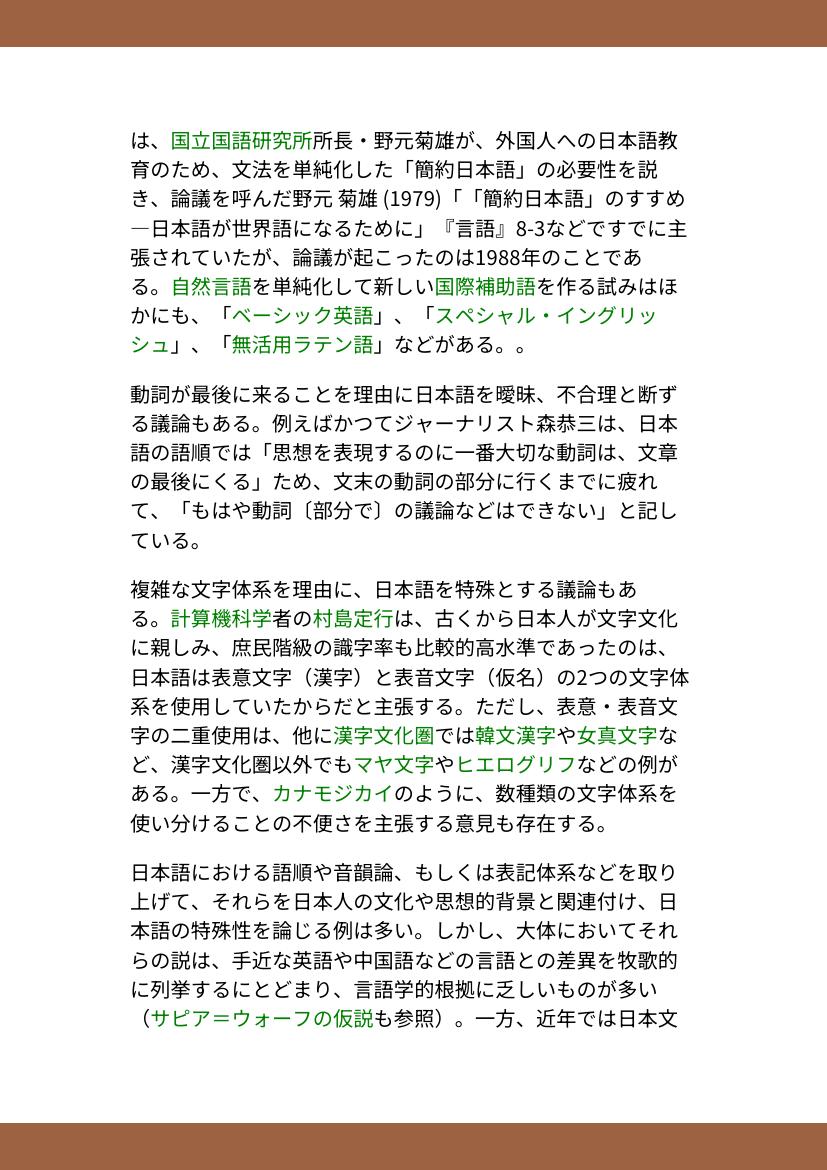 は、国立国語研究所所長・野元菊雄が、外国人への日本語教
育のため、文法を単純化した「簡約日本語」の必要性を説
き、論議を呼んだ野元 菊雄 (1979)「「簡約日本語」のすすめ
―日本語が世界語になるために」『言語』8-3などですでに主
張されていたが、論議が起こったのは1988年のことであ
る。自然言語を単純化して新しい国際補助語を作る試みはほ
かにも、「ベーシック英語」、「スペシャル・イングリッ
シュ」、「無活用ラテン語」などがある。。
動詞が最後に来ることを理由に日本語を曖昧、不合理と断ず
る議論もある。例えばかつてジャーナリスト森恭三は、日本
語の語順では「思想を表現するのに一番大切な動詞は、文章
の最後にくる」ため、文末の動詞の部分に行くまでに疲れ
て、「もはや動詞〔部分で〕の議論などはできない」と記し
ている。
複雑な文字体系を理由に、日本語を特殊とする議論もあ
る。計算機科学者の村島定行は、古くから日本人が文字文化
に親しみ、庶民階級の識字率も比較的高水準であったのは、
日本語は表意文字（漢字）と表音文字（仮名）の2つの文字体
系を使用していたからだと主張する。ただし、表意・表音文
字の二重使用は、他に漢字文化圏では韓文漢字や女真文字な
ど、漢字文化圏以外でもマヤ文字やヒエログリフなどの例が
ある。一方で、カナモジカイのように、数種類の文字体系を
使い分けることの不便さを主張する意見も存在する。
日本語における語順や音韻論、もしくは表記体系などを取り
上げて、それらを日本人の文化や思想的背景と関連付け、日
本語の特殊性を論じる例は多い。しかし、大体においてそれ
らの説は、手近な英語や中国語などの言語との差異を牧歌的
に列挙するにとどまり、言語学的根拠に乏しいものが多い
（サピア＝ウォーフの仮説も参照）。一方、近年では日本文